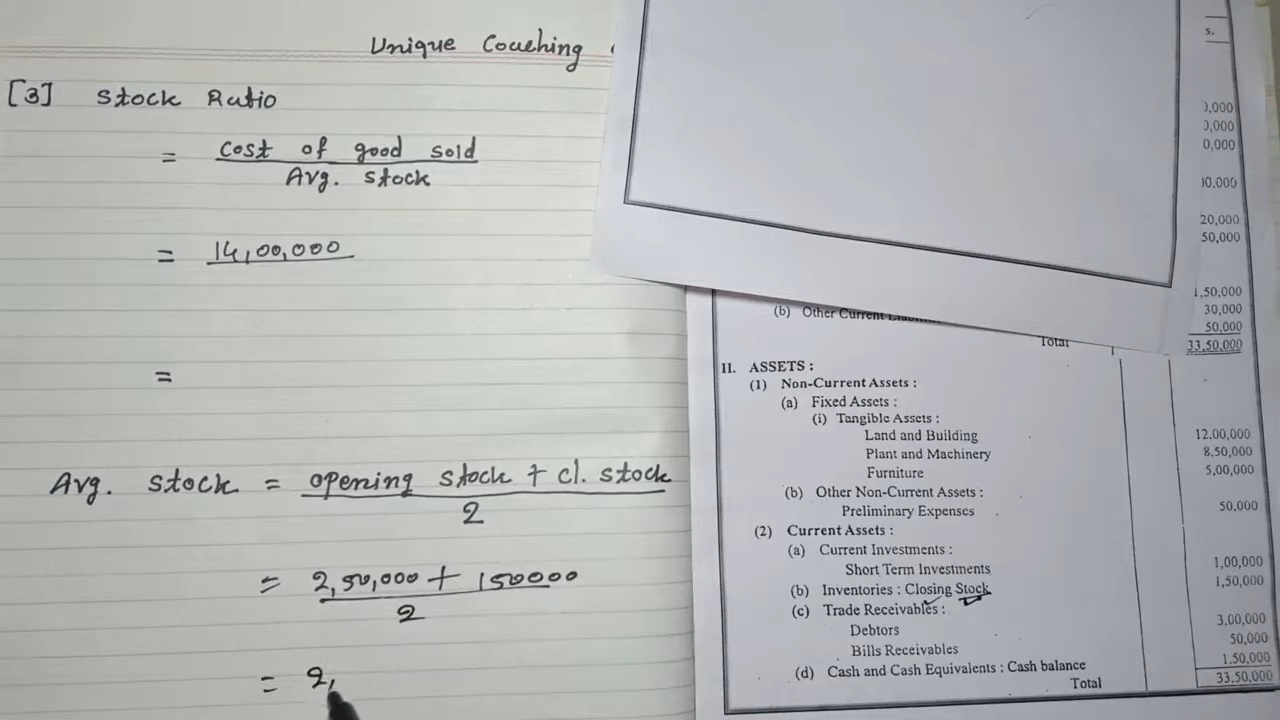 Unique Couching
[3] Stock Ratio
= Cost of good sold
Avg. stock
= 14,00,000
=
Avg. stock = opening stock + cl. stock
2
= 2,50,000 + 150000
2
= 2,
s.
0,000
00.000
20,000
50,000
1,50,000
(b) Other Current 30,000
50,000
Total 33,50,000
II. ASSETS :
(1) Non-Current Assets :
(a) Fixed Assets :
(i) Tangible Assets :
Land and Building 12.00,000
Plant and Machinery 8,50,000
Furniture 5,00,000
(b) Other Non-Current Assets :
Preliminary Expenses 50,000
(2) Current Assets :
(a) Current Investments :
Short Term Investments 1,00,000
(b) Inventories : Closing Stock 1,50,000
(c) Trade Receivables :
Debtors 3,00,000
Bills Receivables 50,000
(d) Cash and Cash Equivalents : Cash balance 1.50,000
Total 33,50,000